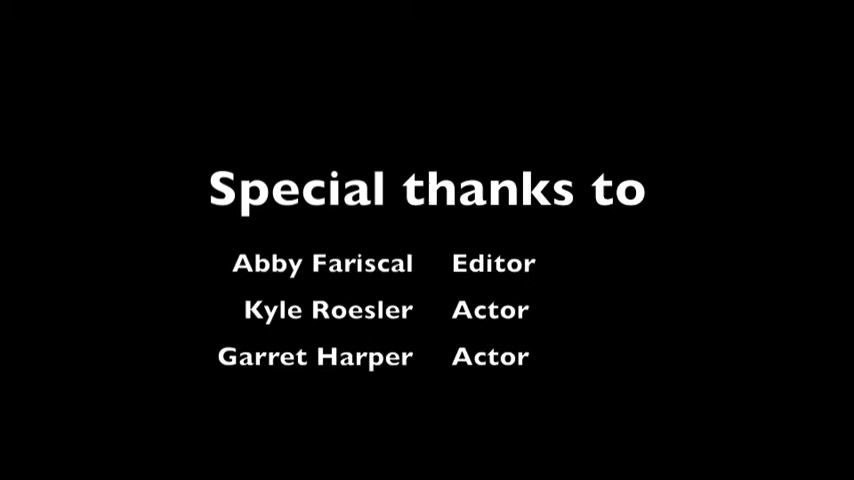 Special thanks to
Abby Fariscal Editor
Kyle Roesler Actor
Garret Harper Actor